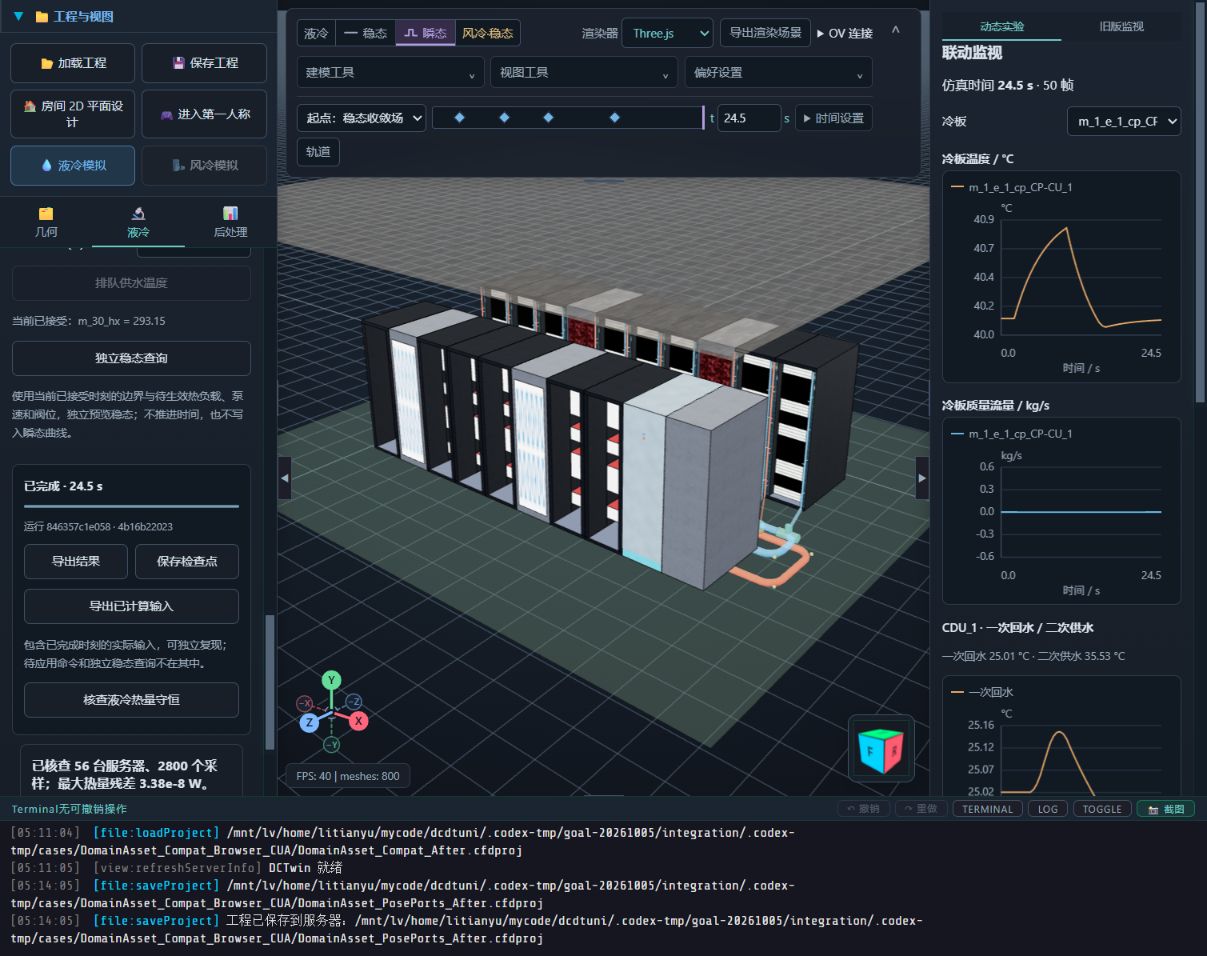 ▼ 工程与视图
加载工程
保存工程
房间 2D 平面设计
进入第一人称
液冷模拟
风冷模拟
几何
液冷
后处理
排队供水温度
当前已接受：m_30_hx = 293.15
独立稳态查询
使用当前已接受时刻的边界与待生效热负载、泵
速和阀位，独立预览稳态；不推进时间，也不写
入瞬态曲线。
已完成 · 24.5 s
运行 846357c1e058 · 4b16b22023
导出结果
保存检查点
导出已计算输入
包含已完成时刻的实际输入，可独立复现；
待应用命令和独立稳态查询不在其中。
核查液冷热量守恒
已核查 56 台服务器、2800 个采
样；最大热量残差 3.38e-8 W。
液冷
稳态
瞬态
风冷·稳态
渲染器
Three.js
导出渲染场景
▶ OV 连接
建模工具
视图工具
偏好设置
起点：稳态收敛场
t
24.5
s
▶ 时间设置
轨道
Y
-X
-Z
Z
X
-Y
F
R
FPS: 40 | meshes: 800
动态实验
旧版监视
联动监视
仿真时间 24.5 s · 50 帧
冷板
m_1_e_1_cp_CF
冷板温度 / °C
m_1_e_1_cp_CP-CU_1
°C
40.9
40.7
40.4
40.2
40.0
0.0
24.5
时间 / s
冷板质量流量 / kg/s
m_1_e_1_cp_CP-CU_1
kg/s
0.6
0.3
0.0
-0.3
-0.6
0.0
24.5
时间 / s
CDU_1 · 一次回水 / 二次供水
一次回水 25.01 °C · 二次供水 35.53 °C
一次回水
°C
25.16
25.12
25.07
25.02
Terminal无可撤销操作
撤销
重做
TERMINAL
LOG
TOGGLE
截图
[05:11:04] [file:loadProject] /mnt/lv/home/litianyu/mycode/dcdtuni/.codex-tmp/goal-20261005/integration/.codex-
tmp/cases/DomainAsset_Compat_Browser_CUA/DomainAsset_Compat_After.cfdproj
[05:11:05] [view:refreshServerInfo] DCTwin 就绪
[05:14:05] [file:saveProject] /mnt/lv/home/litianyu/mycode/dcdtuni/.codex-tmp/goal-20261005/integration/.codex-
tmp/cases/DomainAsset_Compat_Browser_CUA/DomainAsset_PosePorts_After.cfdproj
[05:14:05] [file:saveProject] 工程已保存到服务器：/mnt/lv/home/litianyu/mycode/dcdtuni/.codex-tmp/goal-20261005/integration/.codex-
tmp/cases/DomainAsset_Compat_Browser_CUA/DomainAsset_PosePorts_After.cfdproj